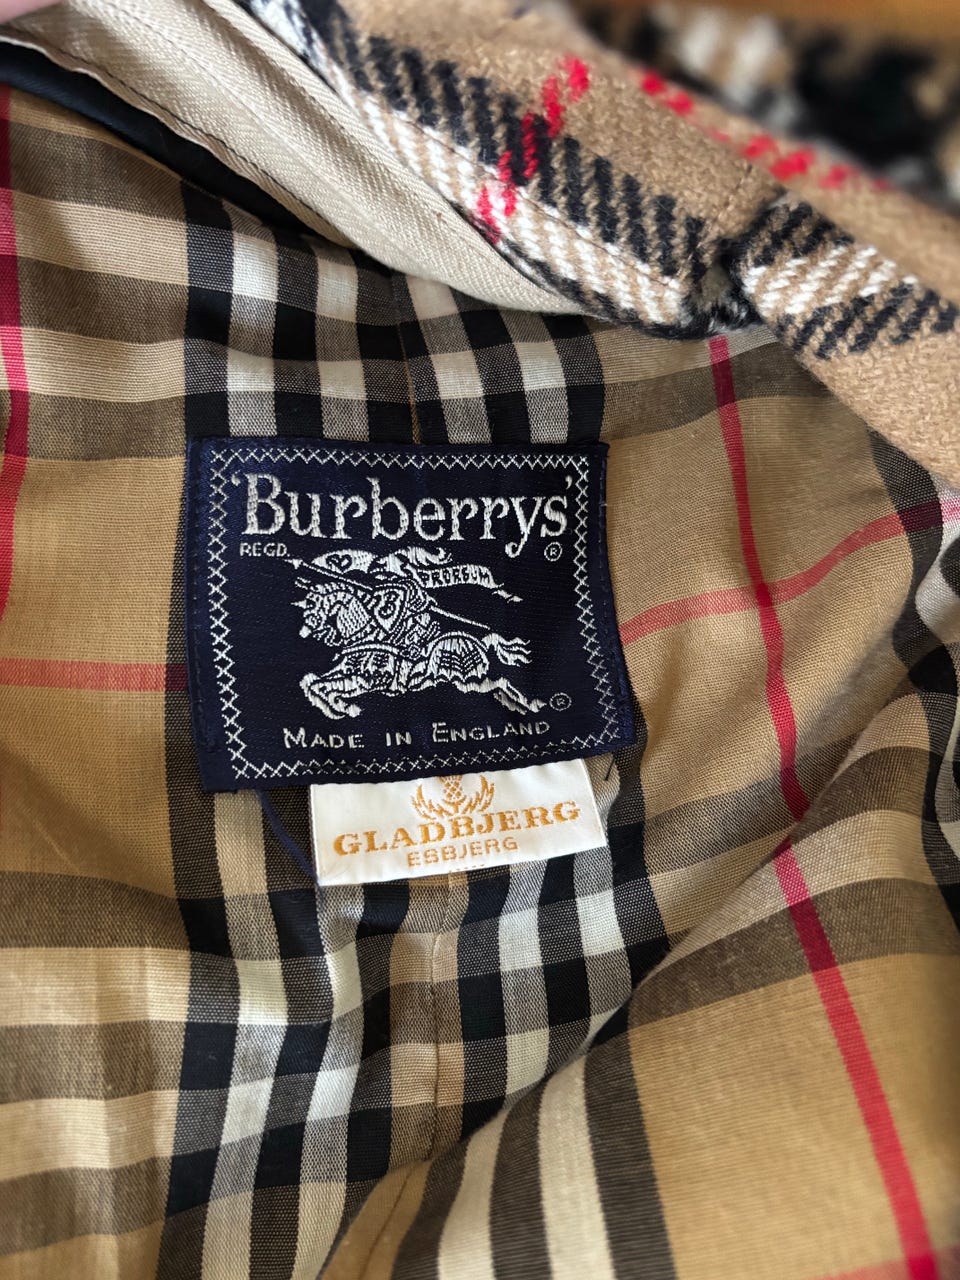 'Burberrys'
REGD. ®
PRORSUM
®
MADE IN ENGLAND
GLADBJERG
ESBJERG